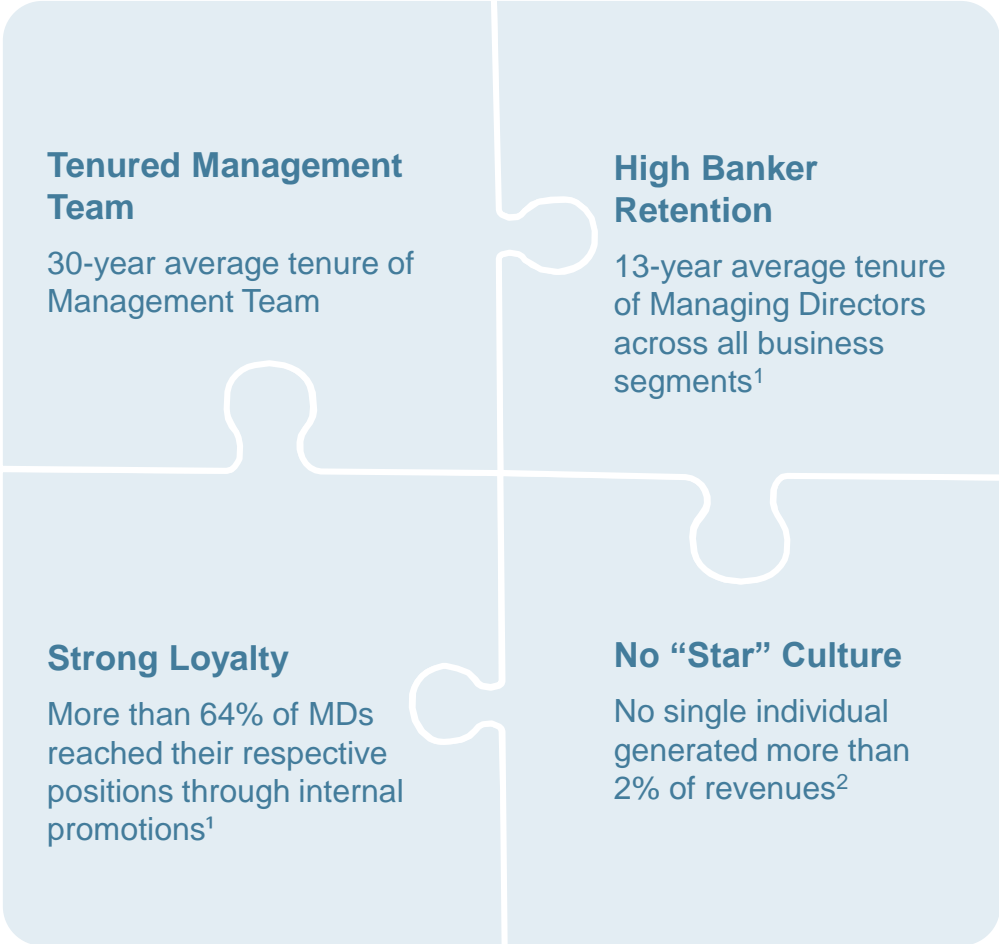 Tenured Management
Team
30-year average tenure of
Management Team
High Banker
Retention
13-year average tenure
of Managing Directors
across all business
segments¹
Strong Loyalty
More than 64% of MDs
reached their respective
positions through internal
promotions¹
No “Star” Culture
No single individual
generated more than
2% of revenues²